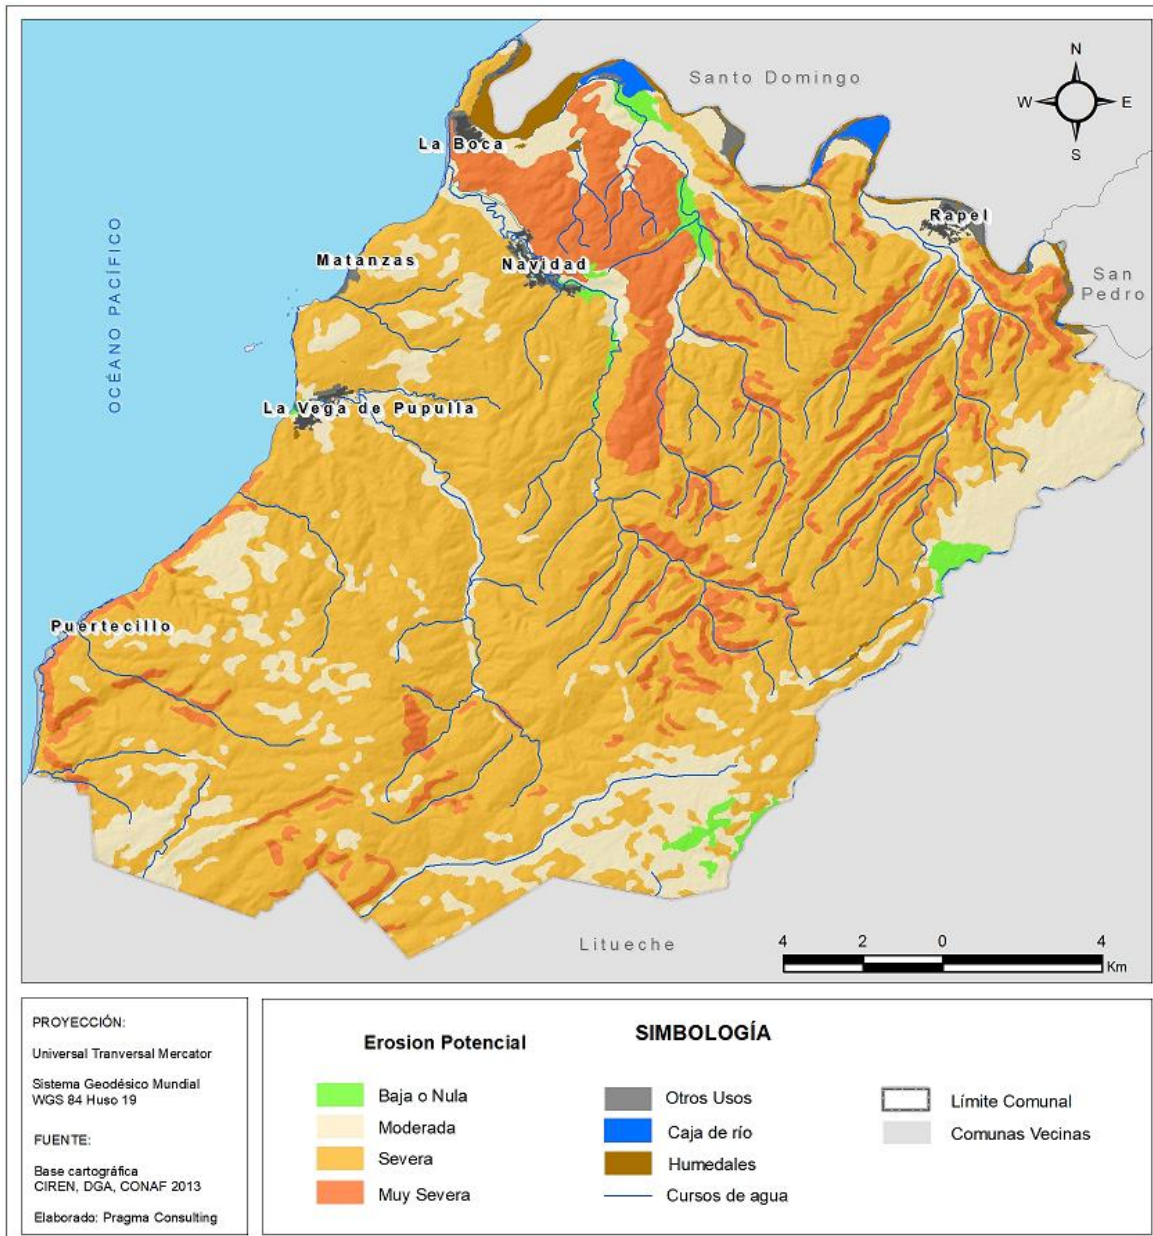 Santo Domingo
N
W E
S
La Boca
Rapel
Matanzas
Navidad
San
Pedro
OCÉANO PACÍFICO
La Vega de Pupulla
Puertecillo
Litueche
4 2 0 4
Km
PROYECCIÓN:
Universal Tranversal Mercator
Sistema Geodésico Mundial
WGS 84 Huso 19
FUENTE:
Base cartográfica
CIREN, DGA, CONAF 2013
Elaborado: Pragma Consulting
SIMBOLOGÍA
Erosion Potencial
Baja o Nula
Moderada
Severa
Muy Severa
Otros Usos
Caja de río
Humedales
Cursos de agua
Límite Comunal
Comunas Vecinas